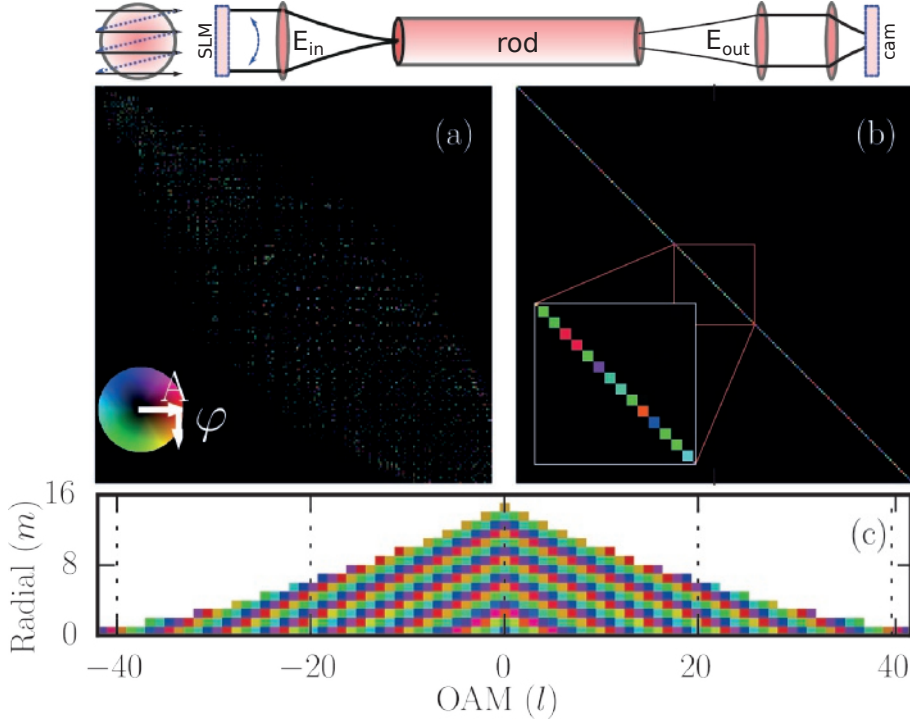 SLM
E_in
rod
E_out
cam
(a)
(b)
A
φ
(c)
Radial (m)
16
8
0
−40
−20
0
20
40
OAM (l)